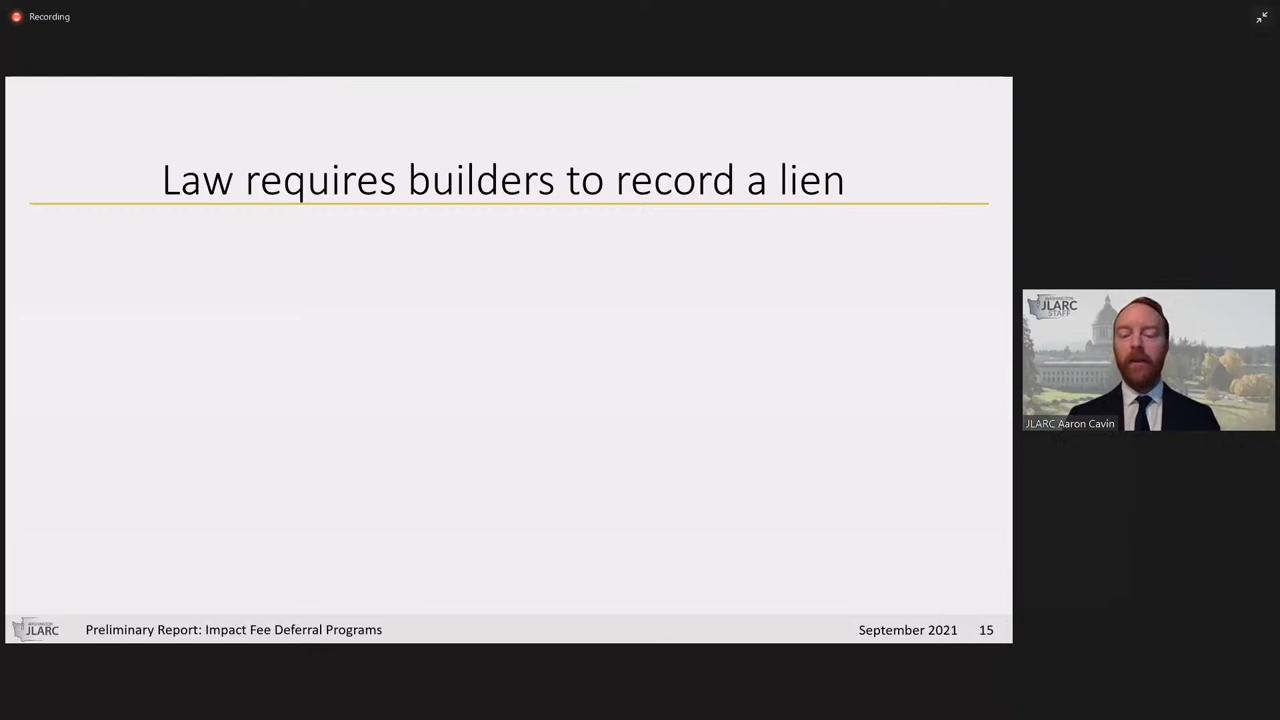 Recording
Law requires builders to record a lien
WASHINGTON
JLARC
STAFF
JLARC Aaron Cavin
JLARC
Preliminary Report: Impact Fee Deferral Programs
September 2021 15